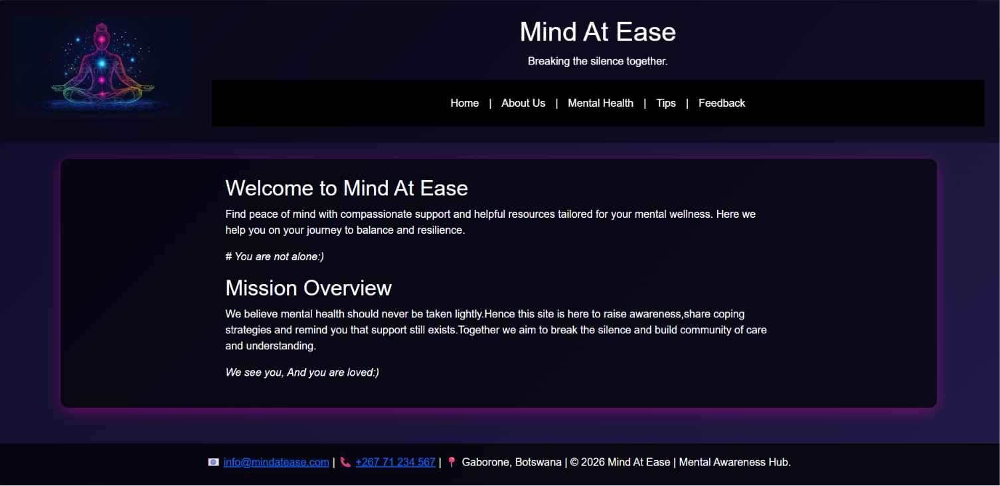 Mind At Ease
Breaking the silence together.
Home | About Us | Mental Health | Tips | Feedback
Welcome to Mind At Ease
Find peace of mind with compassionate support and helpful resources tailored for your mental wellness. Here we
help you on your journey to balance and resilience.
# You are not alone:)
Mission Overview
We believe mental health should never be taken lightly.Hence this site is here to raise awareness,share coping
strategies and remind you that support still exists.Together we aim to break the silence and build community of care
and understanding.
We see you, And you are loved:)
📧 info@mindatease.com | 📞 +267 71 234 567 | 📍 Gaborone, Botswana | © 2026 Mind At Ease | Mental Awareness Hub.